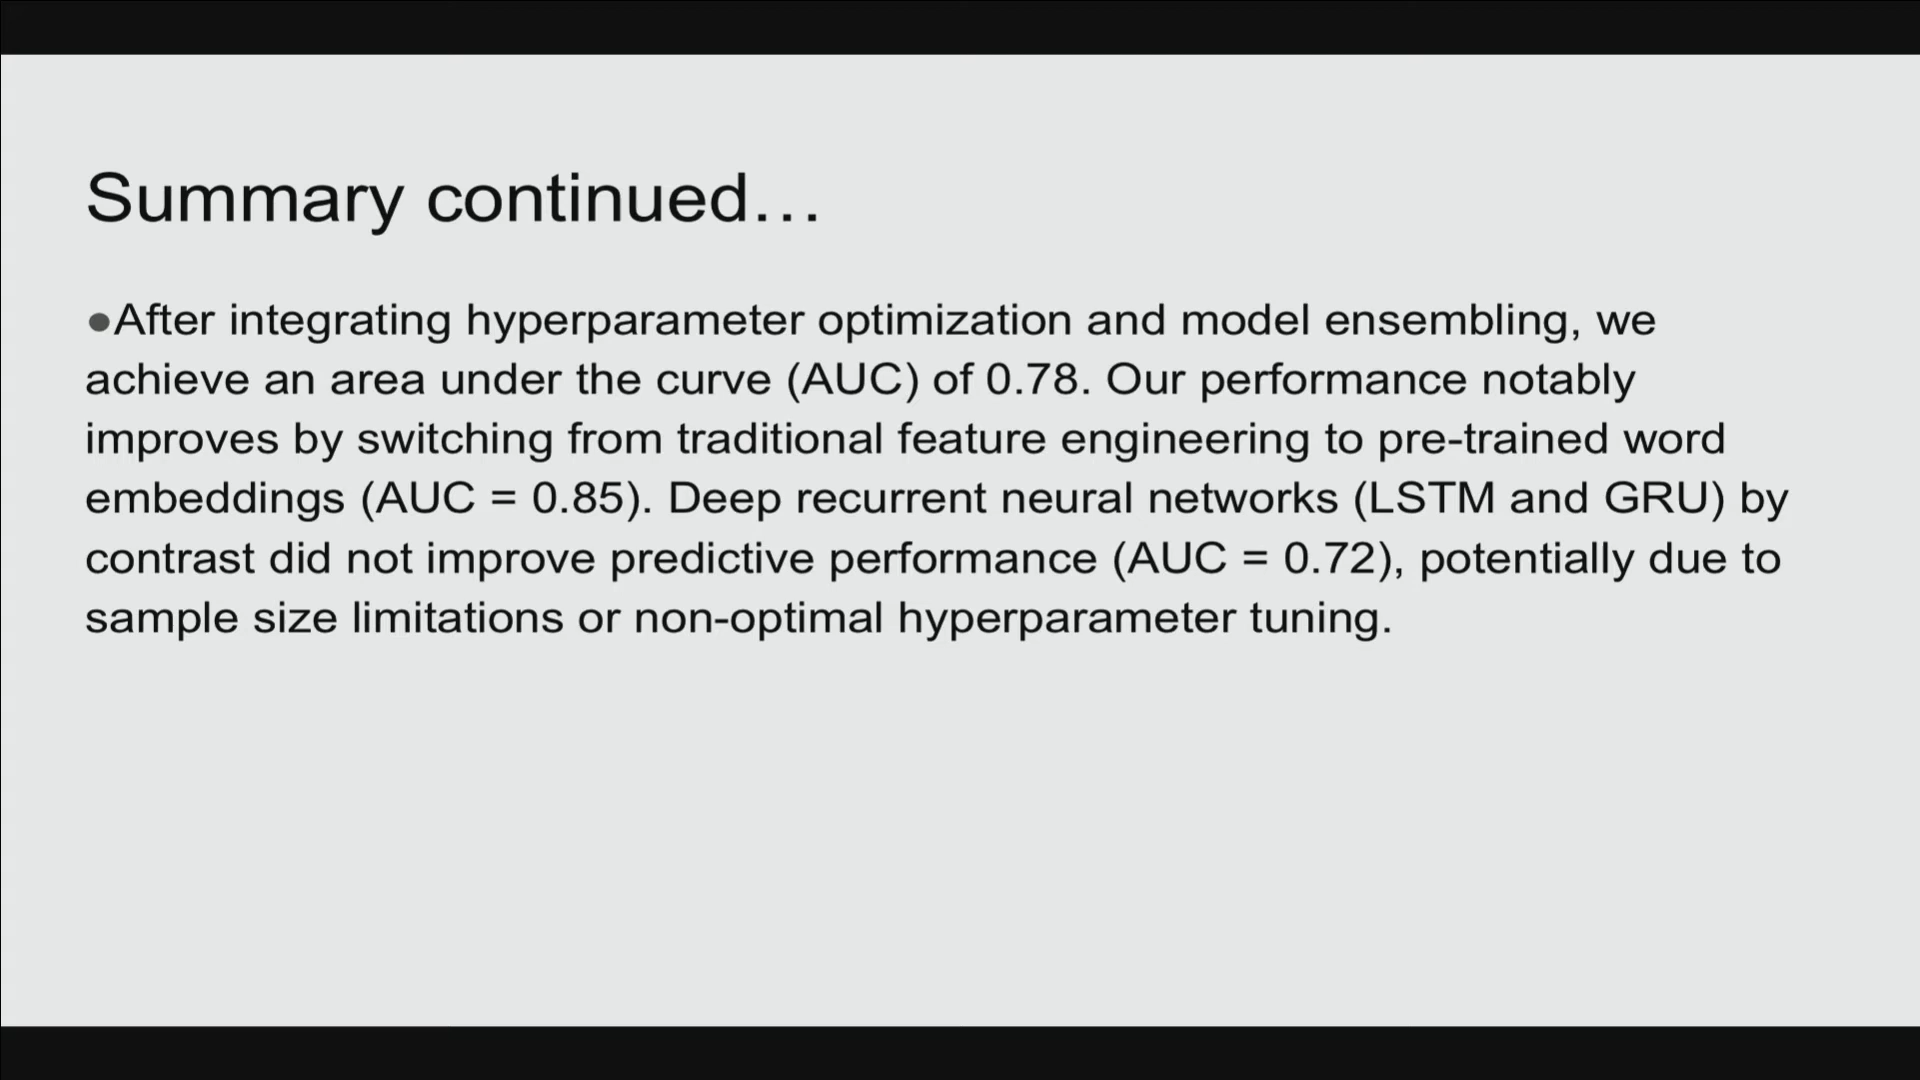 Summary continued…
●After integrating hyperparameter optimization and model ensembling, we
achieve an area under the curve (AUC) of 0.78. Our performance notably
improves by switching from traditional feature engineering to pre-trained word
embeddings (AUC = 0.85). Deep recurrent neural networks (LSTM and GRU) by
contrast did not improve predictive performance (AUC = 0.72), potentially due to
sample size limitations or non-optimal hyperparameter tuning.